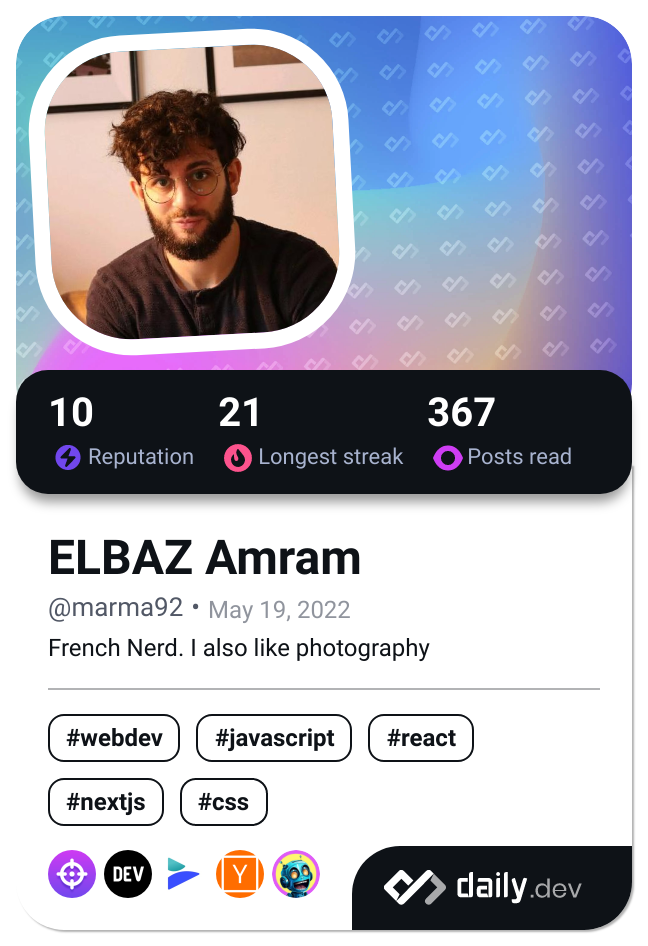 10 21 367
Reputation Longest streak Posts read
ELBAZ Amram
@marma92 • May 19, 2022
French Nerd. I also like photography
#webdev #javascript #react
#nextjs #css
DEV Y daily.dev